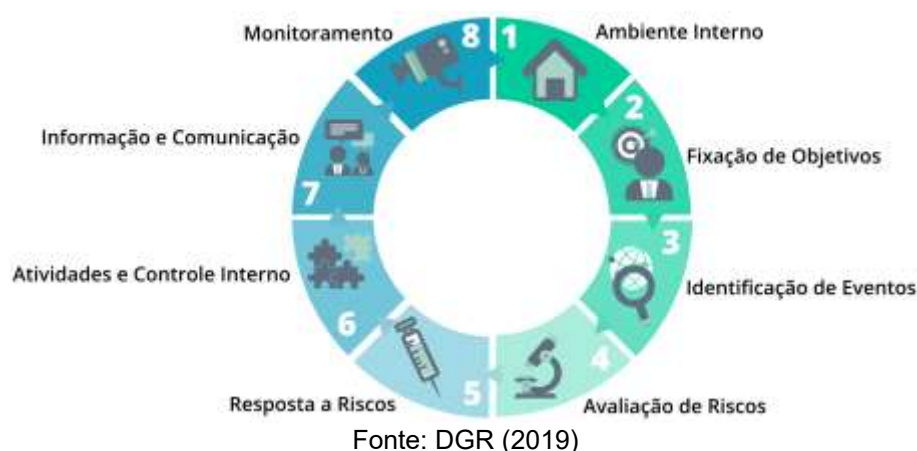 1
Ambiente Interno
2
Fixação de Objetivos
3
Identificação de Eventos
4
Avaliação de Riscos
5
Resposta a Riscos
6
Atividades e Controle Interno
7
Informação e Comunicação
8
Monitoramento
Fonte: DGR (2019)